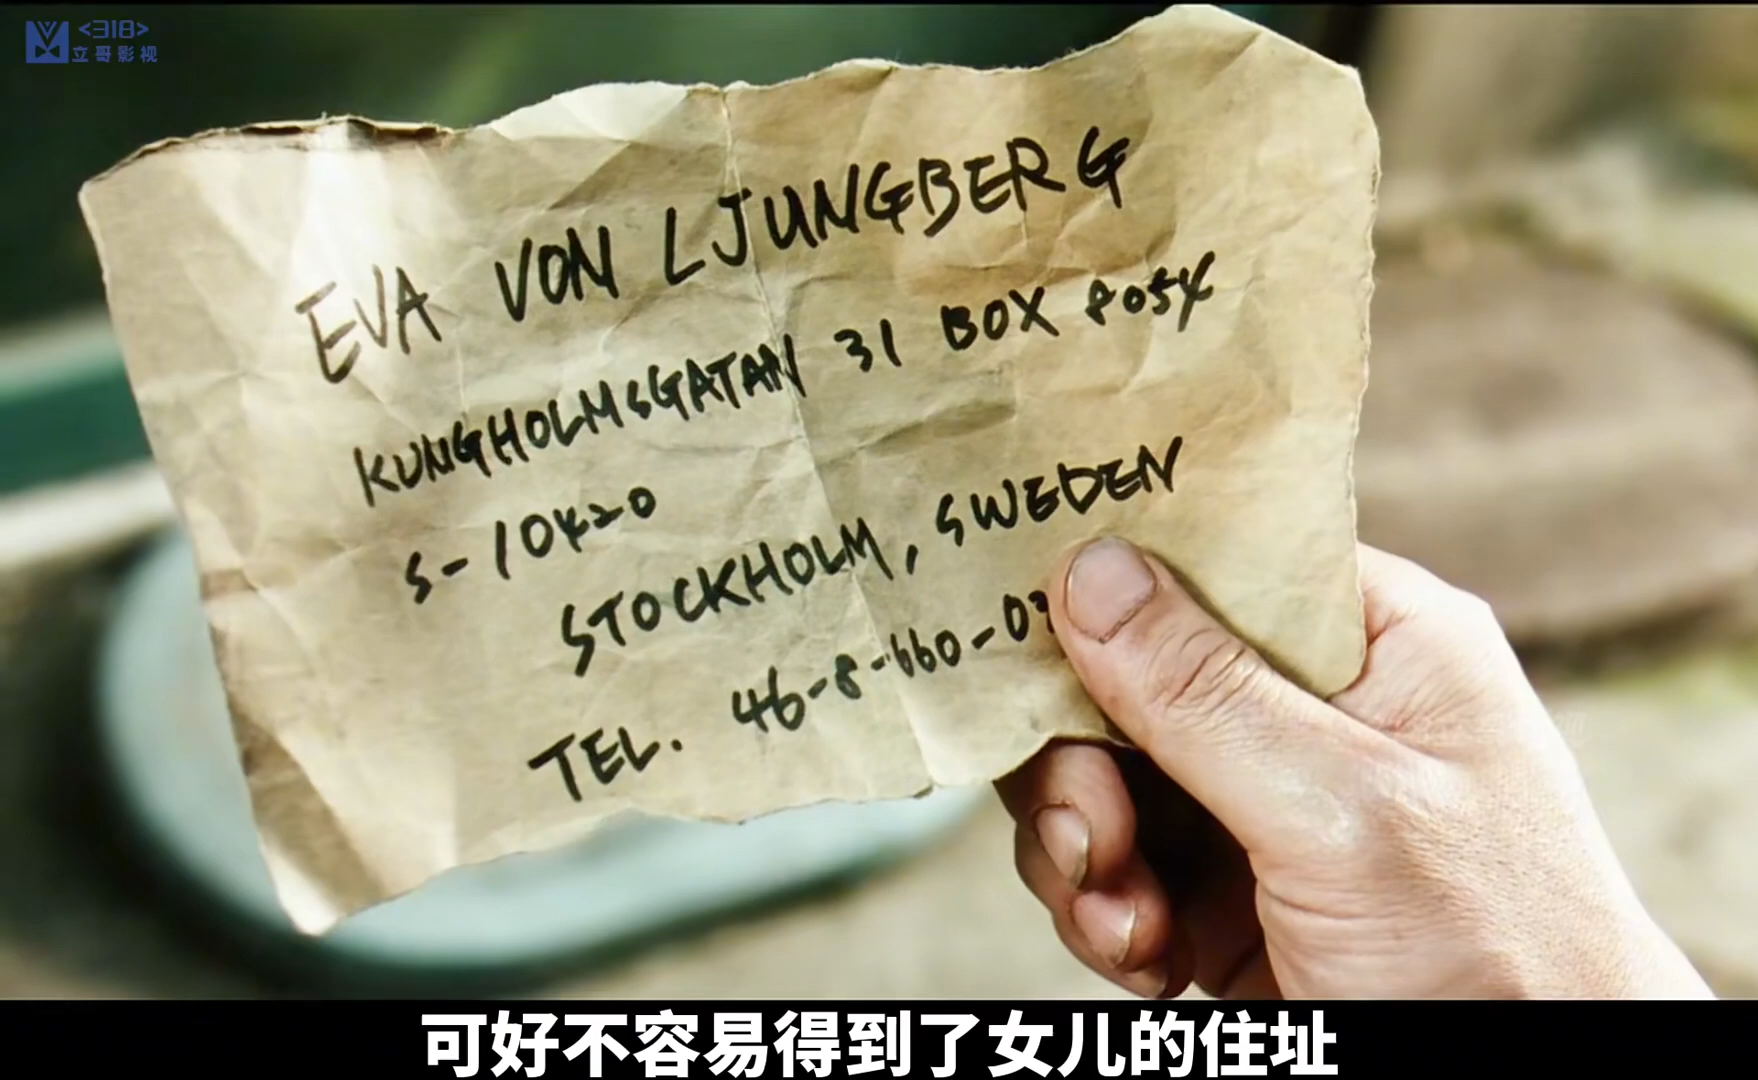 <318>
立哥影视
EVA VON LJUNGBERG
KUNGHOLMSGATAN 31 BOX 8054
S-10420
STOCKHOLM, SWEDEN
TEL. 46-8-660-02
可好不容易得到了女儿的住址